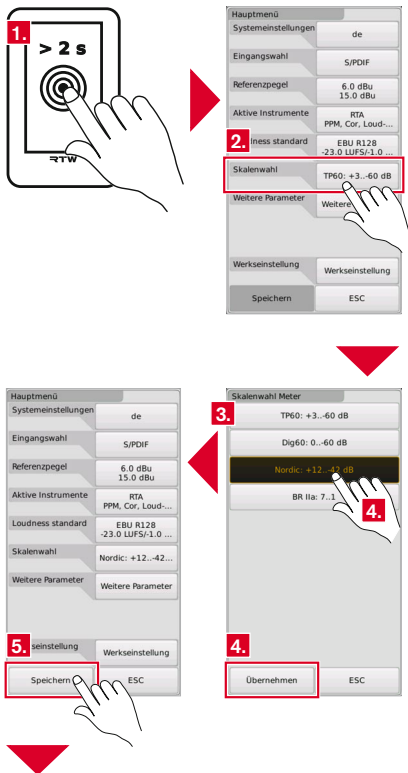 1.
> 2 s
RTW
Hauptmenü
Systemeinstellungen
de
Eingangswahl
S/PDIF
Referenzpegel
6.0 dBu
15.0 dBu
Aktive Instrumente
RTA
PPM, Cor, Loud-...
2.
ness standard
EBU R128
-23.0 LUFS/-1.0 ...
Skalenwahl
TP60: +3..-60 dB
Weitere Parameter
Weitere
Werkseinstellung
Werkseinstellung
Speichern
ESC
Hauptmenü
Systemeinstellungen
de
Eingangswahl
S/PDIF
Referenzpegel
6.0 dBu
15.0 dBu
Aktive Instrumente
RTA
PPM, Cor, Loud-...
Loudness standard
EBU R128
-23.0 LUFS/-1.0 ...
Skalenwahl
Nordic: +12..-42...
Weitere Parameter
Weitere Parameter
5.
seinstellung
Werkseinstellung
Speichern
ESC
Skalenwahl Meter
3.
TP60: +3..-60 dB
Dig60: 0..-60 dB
Nordic: +12..-42 dB
BR IIa: 7..1
4.
4.
Übernehmen
ESC